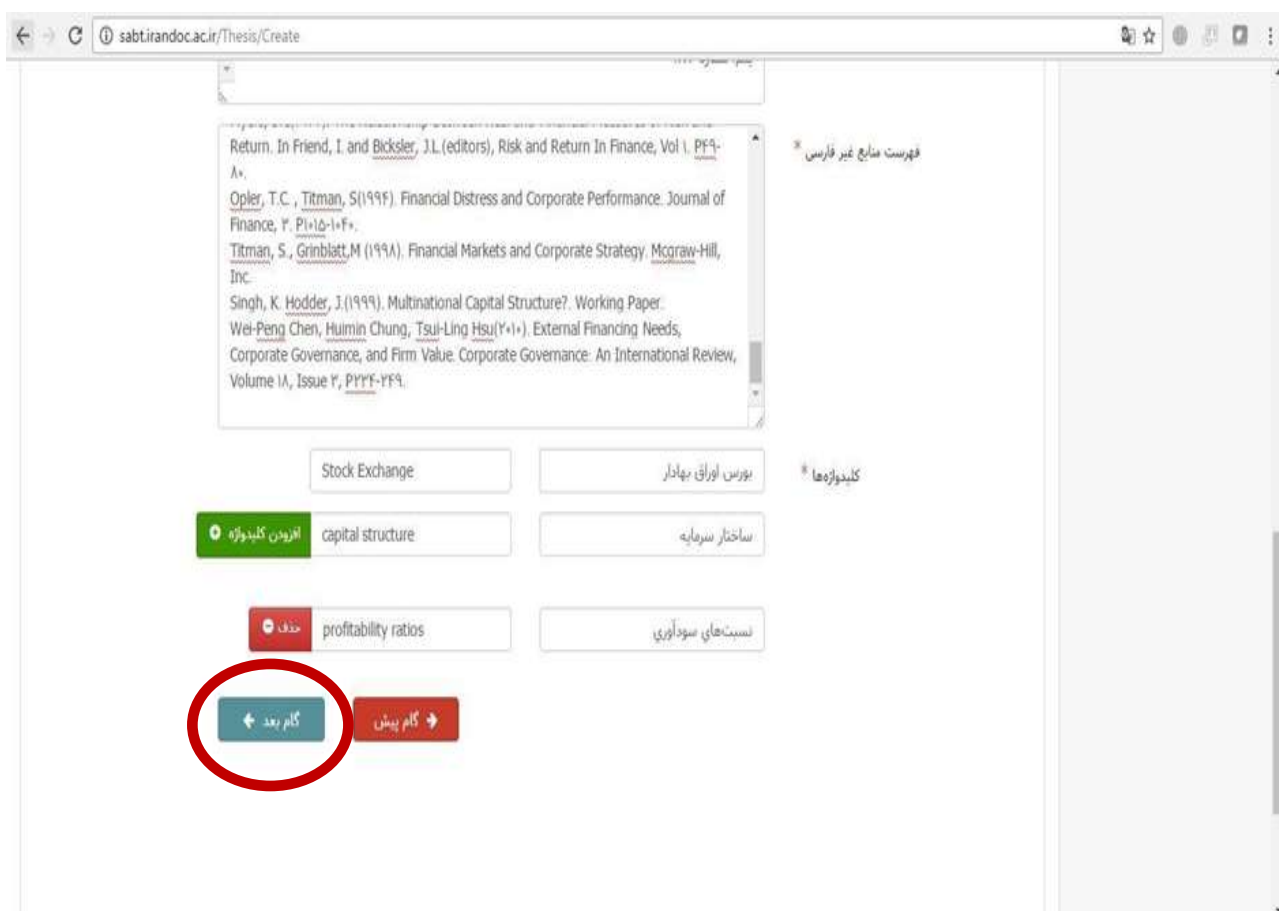 sabt.irandoc.ac.ir/Thesis/Create
فهرست منابع غیر فارسی *
Return. In Friend, I. and Bicksler, J.L.(editors), Risk and Return In Finance, Vol ۱. P۴۹-
۸۰.
Opler, T.C. , Titman, S(۱۹۹۴). Financial Distress and Corporate Performance. Journal of
Finance, ۳. P۱۰۱۵-۱۰۴۰.
Titman, S., Grinblatt,M (۱۹۹۸). Financial Markets and Corporate Strategy. Mcgraw-Hill,
Inc.
Singh, K. Hodder, J.(۱۹۹۹). Multinational Capital Structure?. Working Paper.
Wei-Peng Chen, Huimin Chung, Tsui-Ling Hsu(۲۰۱۰). External Financing Needs,
Corporate Governance, and Firm Value. Corporate Governance: An International Review,
Volume ۱۸, Issue ۳, P۲۳۴-۲۴۹.
کلیدواژه‌ها *
بورس اوراق بهادار
Stock Exchange
ساختار سرمایه
capital structure
افزودن کلیدواژه
نسبت‌هاي سودآوري
profitability ratios
حذف
گام پیش
گام بعد